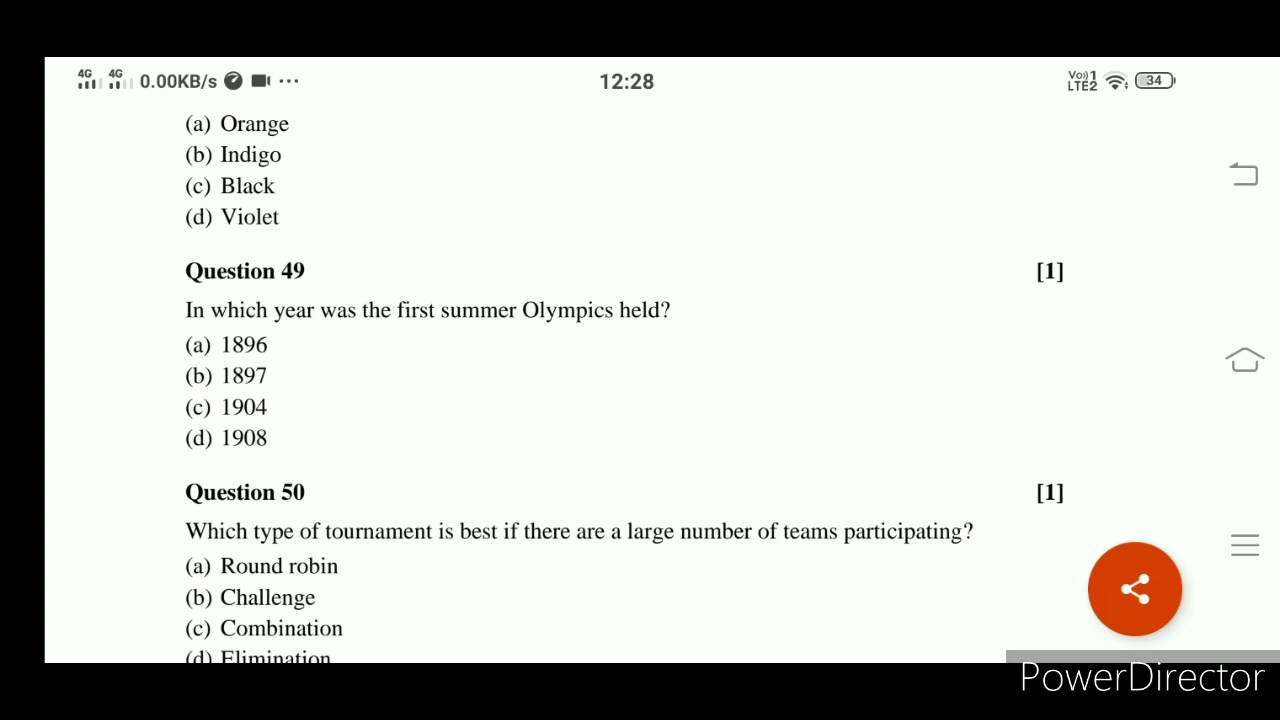 4G 4G 0.00KB/s ... 12:28 Vo)) 1 LTE2 34
(a) Orange
(b) Indigo
(c) Black
(d) Violet
Question 49 [1]
In which year was the first summer Olympics held?
(a) 1896
(b) 1897
(c) 1904
(d) 1908
Question 50 [1]
Which type of tournament is best if there are a large number of teams participating?
(a) Round robin
(b) Challenge
(c) Combination
(d) Elimination
PowerDirector